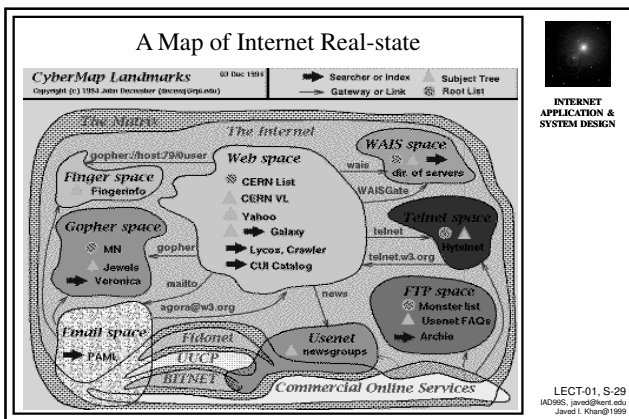 A Map of Internet Real-state
CyberMap Landmarks
03 Dec 1994
Copyright (c) 1994 John December (decemj@rpi.edu)
Searcher or Index
Subject Tree
Gateway or Link
Root List
INTERNET
APPLICATION &
SYSTEM DESIGN
The Matrix
The Internet
gopher://host:79/0user
Finger space
Fingerinfo
Web space
CERN List
CERN VL
Yahoo
Galaxy
Lycos, Crawler
CUI Catalog
wais
WAISGate
WAIS space
dir. of servers
Gopher space
MN
Jewels
Veronica
gopher
mailto
agora@w3.org
telnet
telnet.w3.org
Telnet space
Hytelnet
news
FTP space
Monster list
Usenet FAQs
Archie
Email space
PAML
Fidonet
UUCP
BITNET
Usenet
newsgroups
Commercial Online Services
LECT-01, S-29
IAD99S, javed@kent.edu
Javed I. Khan@1999